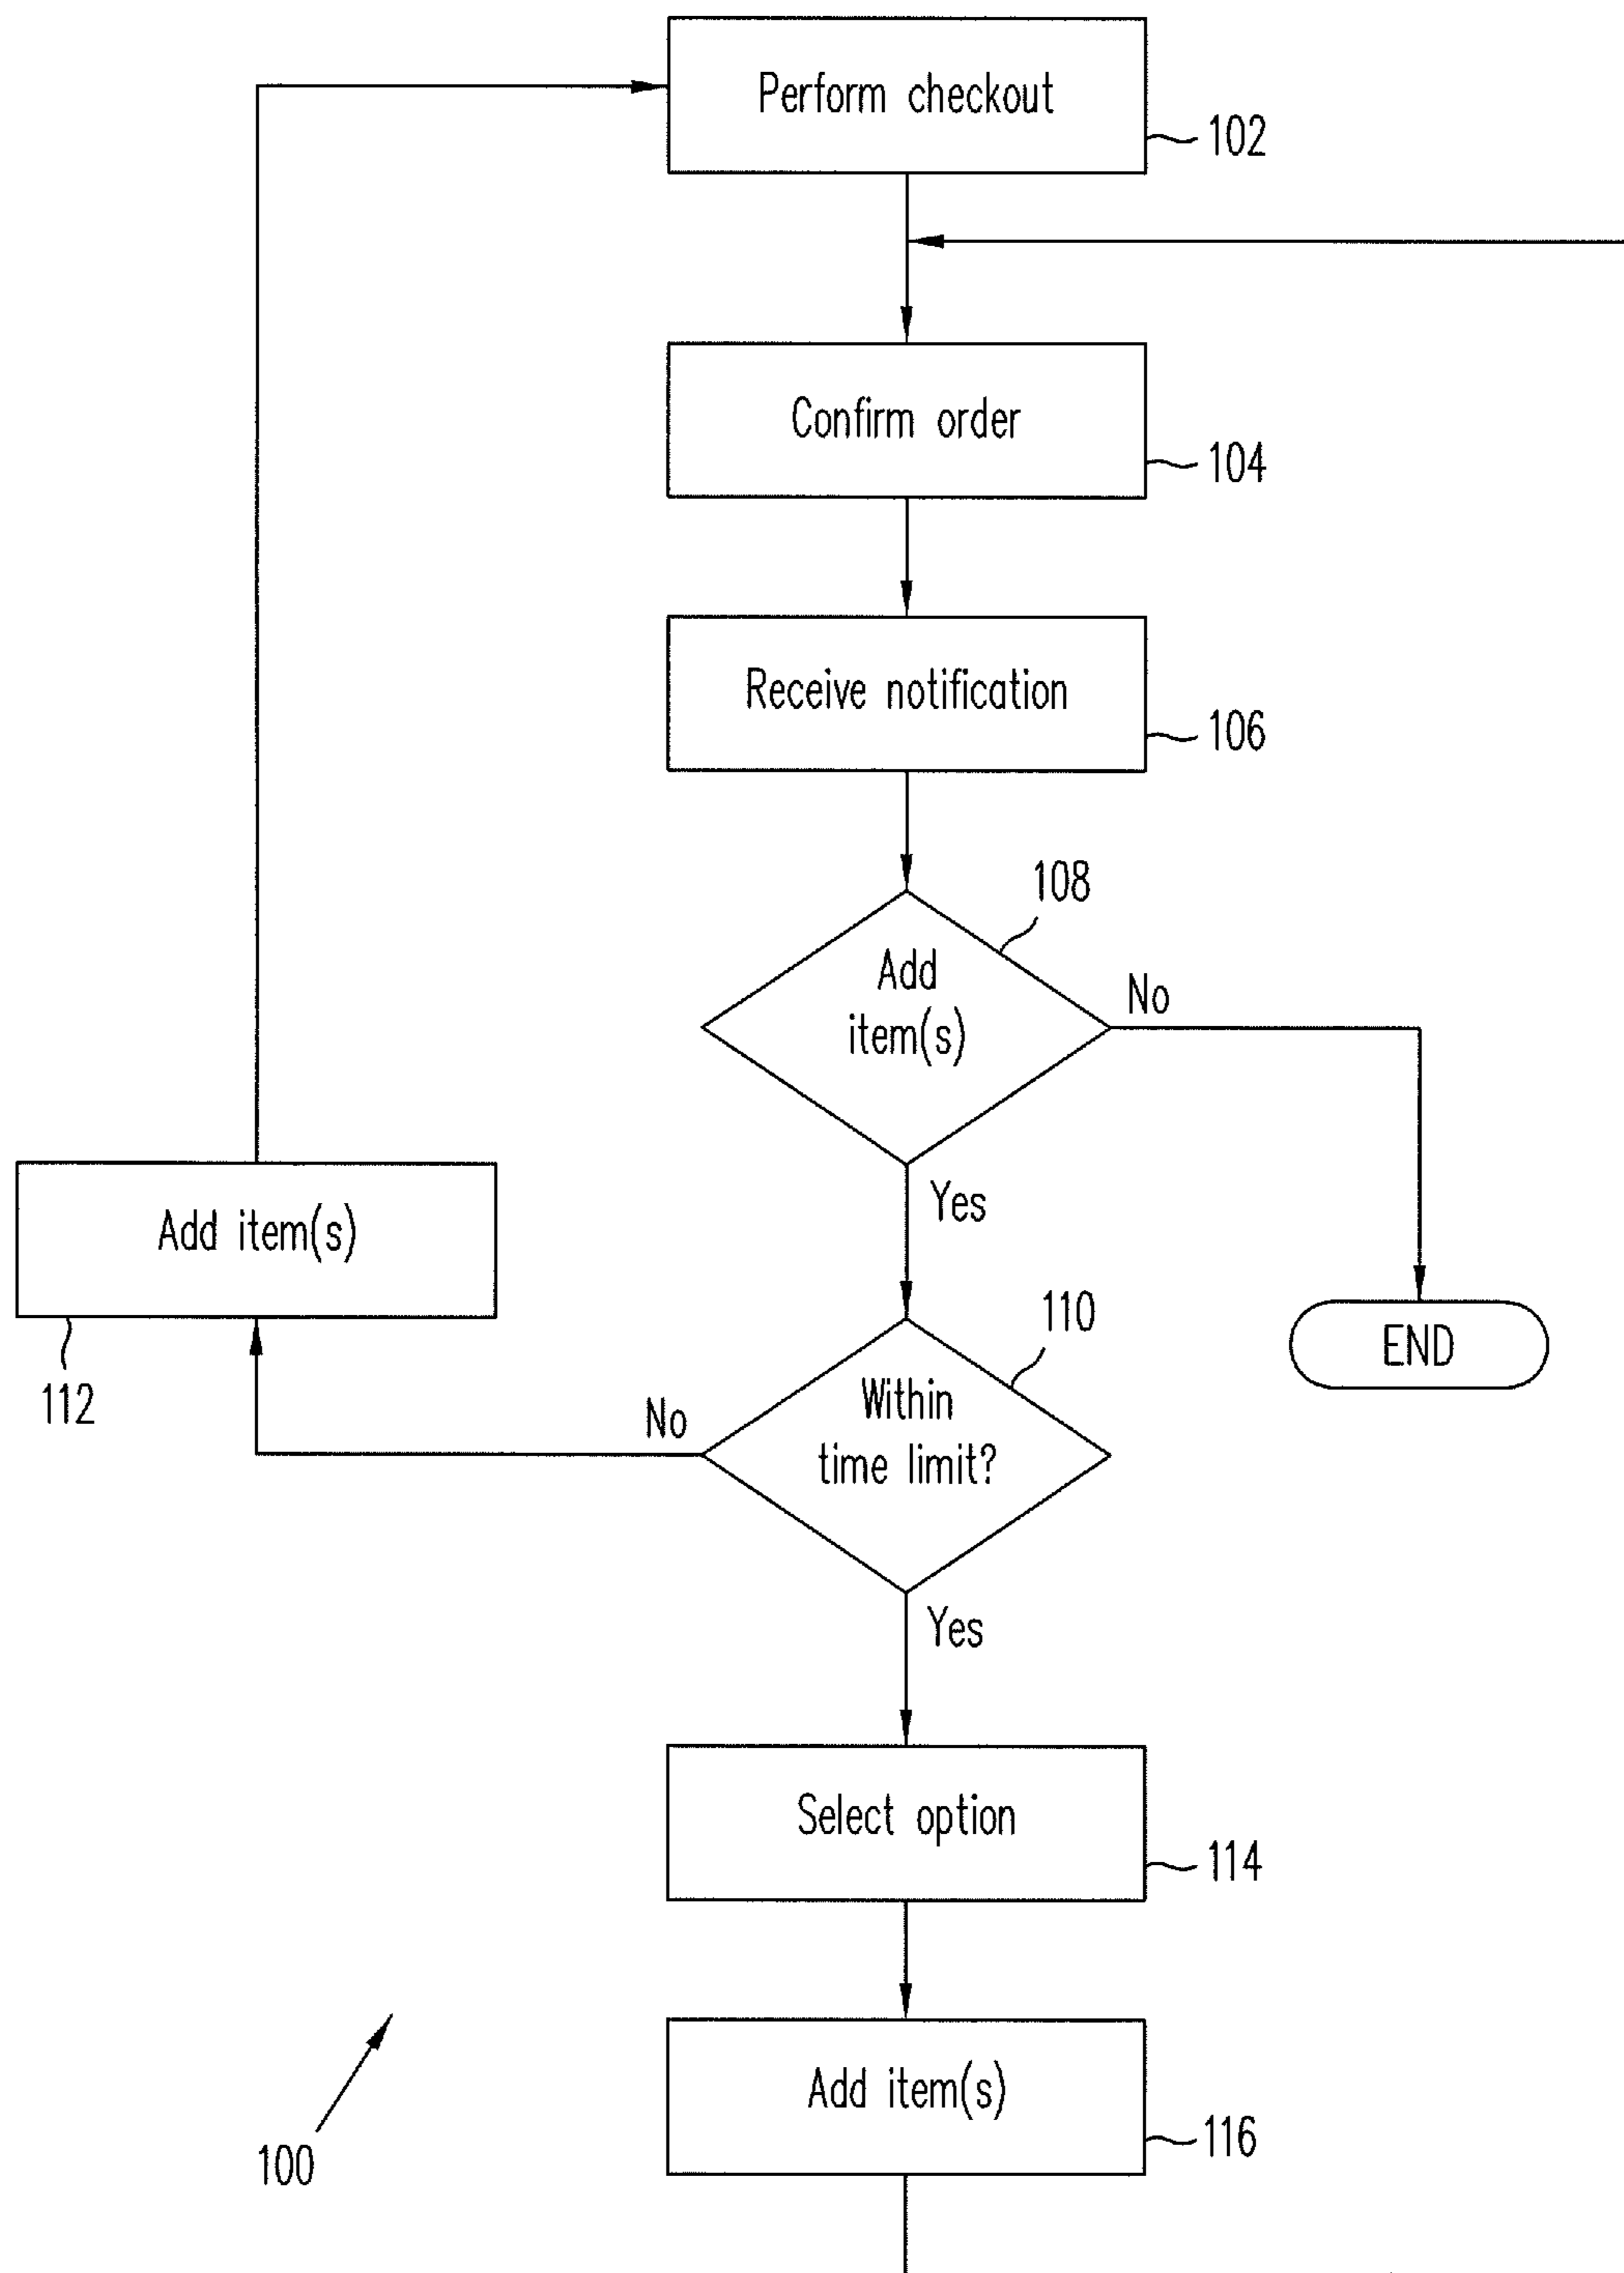 Perform checkout
102
Confirm order
104
Receive notification
106
108
Add
item(s)
No
Yes
Add item(s)
112
110
END
Within
time limit?
No
Yes
Select option
114
Add item(s)
116
100